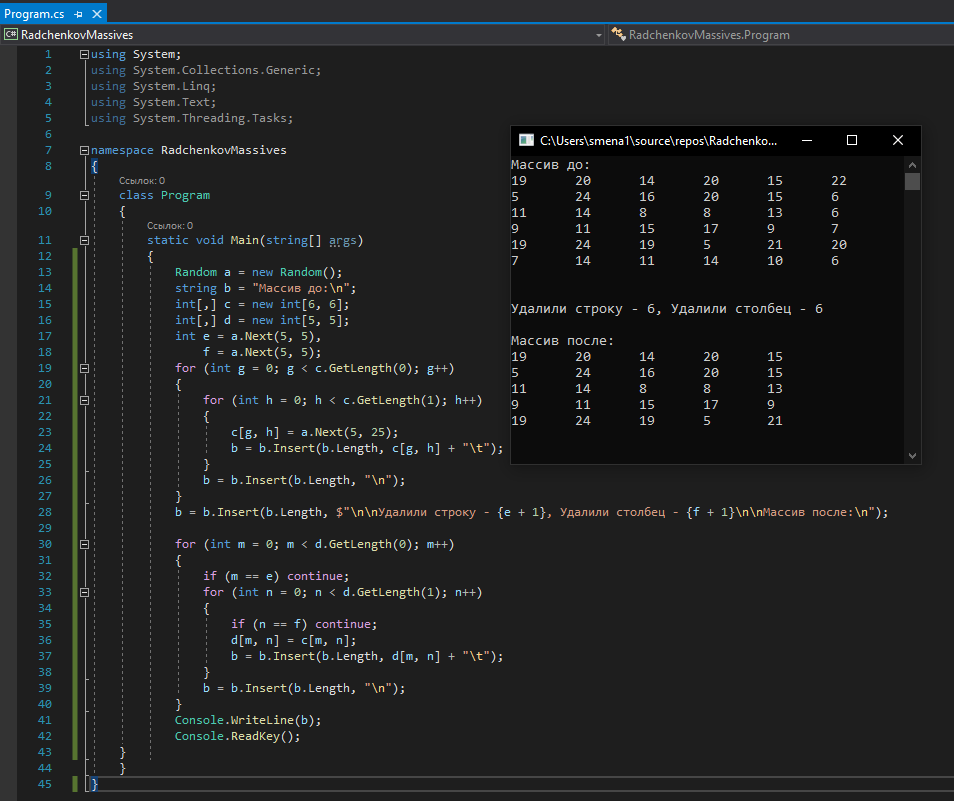 Program.cs
C# RadchenkovMassives
RadchenkovMassives.Program
1 using System;
2 using System.Collections.Generic;
3 using System.Linq;
4 using System.Text;
5 using System.Threading.Tasks;
6
7 namespace RadchenkovMassives
8 {
Ссылок: 0
9 class Program
10 {
Ссылок: 0
11 static void Main(string[] args)
12 {
13 Random a = new Random();
14 string b = "Массив до:\n";
15 int[,] c = new int[6, 6];
16 int[,] d = new int[5, 5];
17 int e = a.Next(5, 5),
18 f = a.Next(5, 5);
19 for (int g = 0; g < c.GetLength(0); g++)
20 {
21 for (int h = 0; h < c.GetLength(1); h++)
22 {
23 c[g, h] = a.Next(5, 25);
24 b = b.Insert(b.Length, c[g, h] + "\t");
25 }
26 b = b.Insert(b.Length, "\n");
27 }
28 b = b.Insert(b.Length, $"\n\nУдалили строку - {e + 1}, Удалили столбец - {f + 1}\n\nМассив после:\n");
29
30 for (int m = 0; m < d.GetLength(0); m++)
31 {
32 if (m == e) continue;
33 for (int n = 0; n < d.GetLength(1); n++)
34 {
35 if (n == f) continue;
36 d[m, n] = c[m, n];
37 b = b.Insert(b.Length, d[m, n] + "\t");
38 }
39 b = b.Insert(b.Length, "\n");
40 }
41 Console.WriteLine(b);
42 Console.ReadKey();
43 }
44 }
45 }
C:\Users\smena1\source\repos\Radchenko...
Массив до:
19 20 14 20 15 22
5 24 16 20 15 6
11 14 8 8 13 6
9 11 15 17 9 7
19 24 19 5 21 20
7 14 11 14 10 6
Удалили строку - 6, Удалили столбец - 6
Массив после:
19 20 14 20 15
5 24 16 20 15
11 14 8 8 13
9 11 15 17 9
19 24 19 5 21